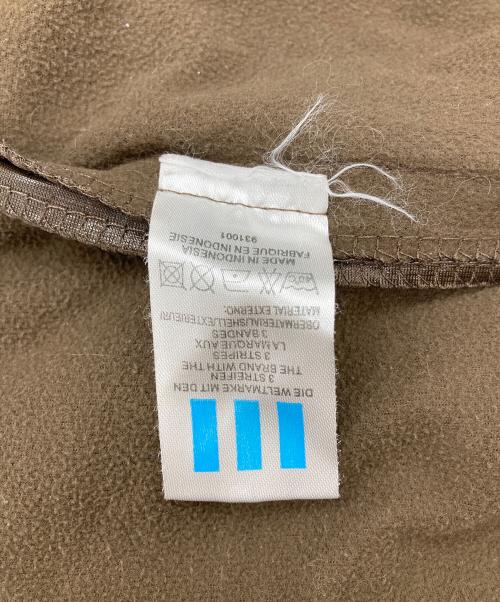 DIE WELTMARKE MIT DEN
3 STREIFEN
THE BRAND WITH THE
3 STRIPES
LA MARQUE AUX
3 BANDES
OBERMATERIAL/SHELL/EXTERIEUR/
MATERIAL EXTERNO:
MADE IN INDONESIA
FABRIQUE EN INDONESIE
931001